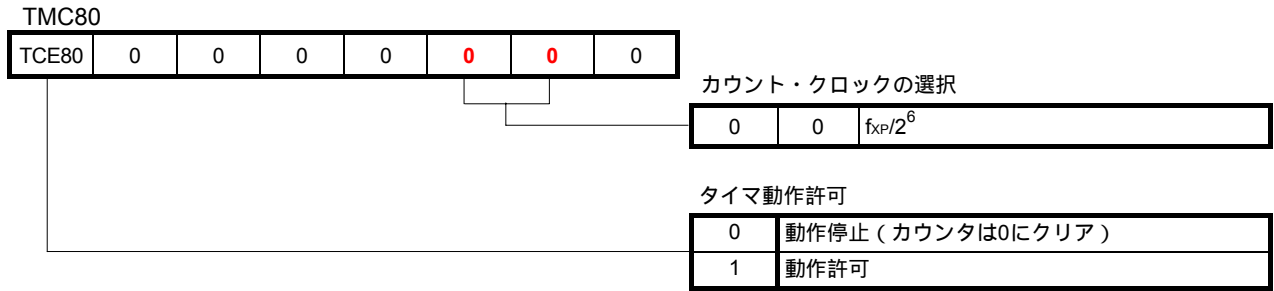 TMC80
TCE80 0 0 0 0 0 0 0
カウント・クロックの選択
0 0 fXP/2^6
タイマ動作許可
0 動作停止（カウンタは0にクリア）
1 動作許可